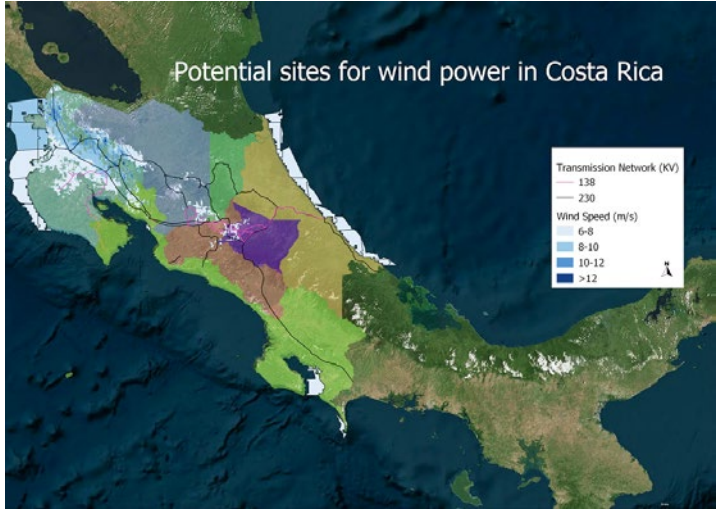 Potential sites for wind power in Costa Rica
Transmission Network (KV)
138
230
Wind Speed (m/s)
6-8
8-10
10-12
>12
N